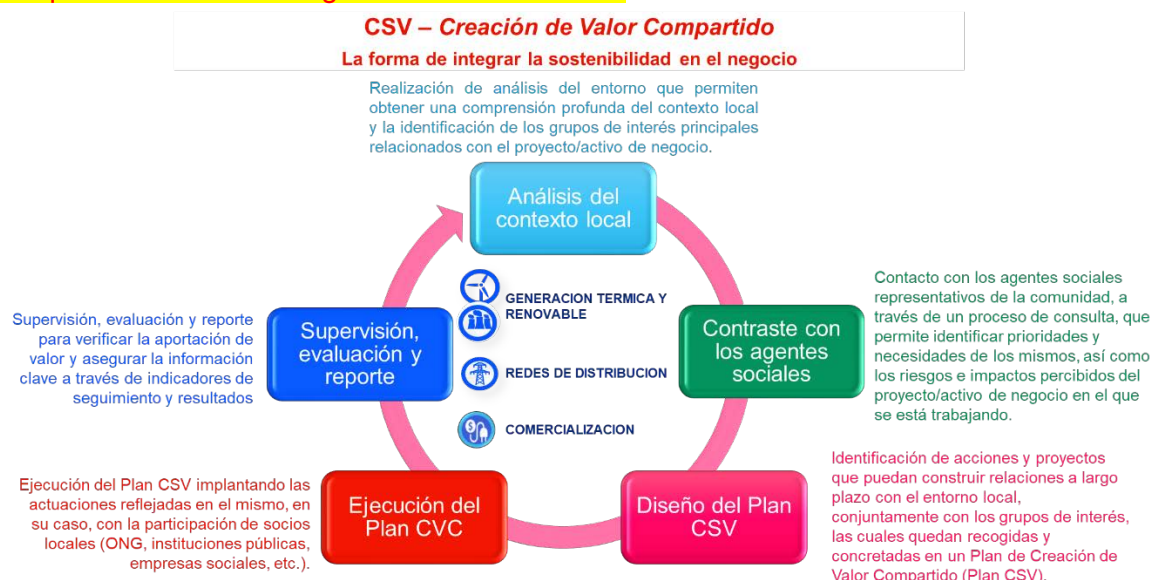 CSV – Creación de Valor Compartido
La forma de integrar la sostenibilidad en el negocio
Realización de análisis del entorno que permiten
obtener una comprensión profunda del contexto local
y la identificación de los grupos de interés principales
relacionados con el proyecto/activo de negocio.
Análisis del
contexto local
Contacto con los agentes sociales
representativos de la comunidad, a
través de un proceso de consulta, que
permite identificar prioridades y
necesidades de los mismos, así como
los riesgos e impactos percibidos del
proyecto/activo de negocio en el que
se está trabajando.
Contraste con
los agentes
sociales
GENERACION TERMICA Y
RENOVABLE
REDES DE DISTRIBUCION
COMERCIALIZACION
Supervisión,
evaluación y
reporte
Supervisión, evaluación y reporte
para verificar la aportación de
valor y asegurar la información
clave a través de indicadores de
seguimiento y resultados
Identificación de acciones y proyectos
que puedan construir relaciones a largo
plazo con el entorno local,
conjuntamente con los grupos de interés,
las cuales quedan recogidas y
concretadas en un Plan de Creación de
Valor Compartido (Plan CSV).
Diseño del Plan
CSV
Ejecución del
Plan CVC
Ejecución del Plan CSV implantando las
actuaciones reflejadas en el mismo, en
su caso, con la participación de socios
locales (ONG, instituciones públicas,
empresas sociales, etc.).